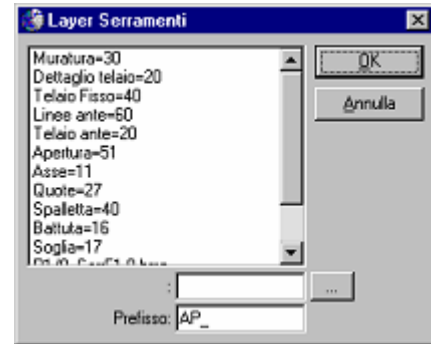 Layer Serramenti
Muratura=30
Dettaglio telaio=20
Telaio Fisso=40
Linee ante=60
Telaio ante=20
Apertura=51
Asse=11
Quote=27
Spalletta=40
Battuta=16
Soglia=17
OK
Annulla
:
...
Prefisso: AP_